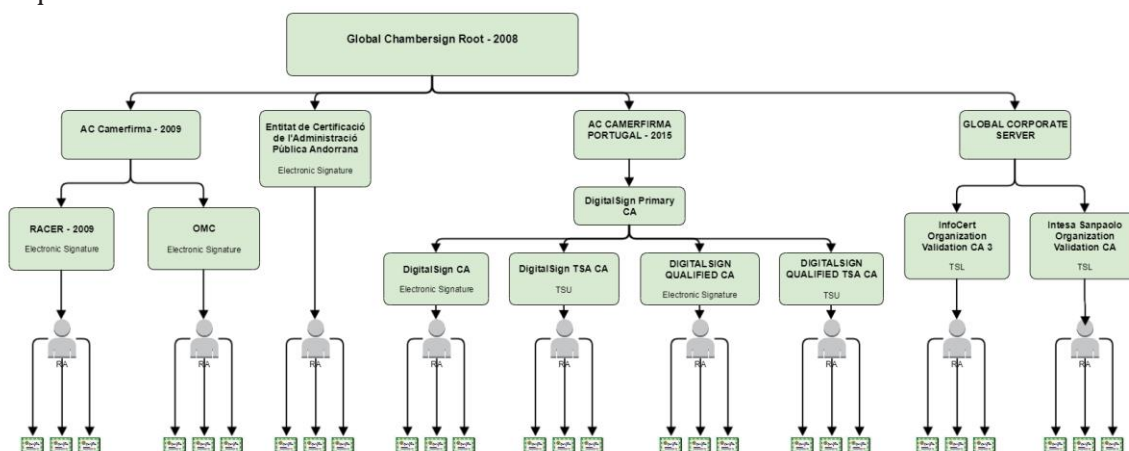 Global Chambersign Root - 2008
AC Camerfirma - 2009
Entitat de Certificació
de l'Administració
Pública Andorrana
Electronic Signature
AC CAMERFIRMA
PORTUGAL - 2015
GLOBAL CORPORATE
SERVER
DigitalSign Primary
CA
RACER - 2009
Electronic Signature
OMC
Electronic Signature
InfoCert
Organization
Validation CA 3
TSL
Intesa Sanpaolo
Organization
Validation CA
TSL
DigitalSign CA
Electronic Signature
DigitalSign TSA CA
TSU
DIGITALSIGN
QUALIFIED CA
Electronic Signature
DIGITALSIGN
QUALIFIED TSA CA
TSU
RA
RA
RA
RA
RA
RA
RA
RA
RA